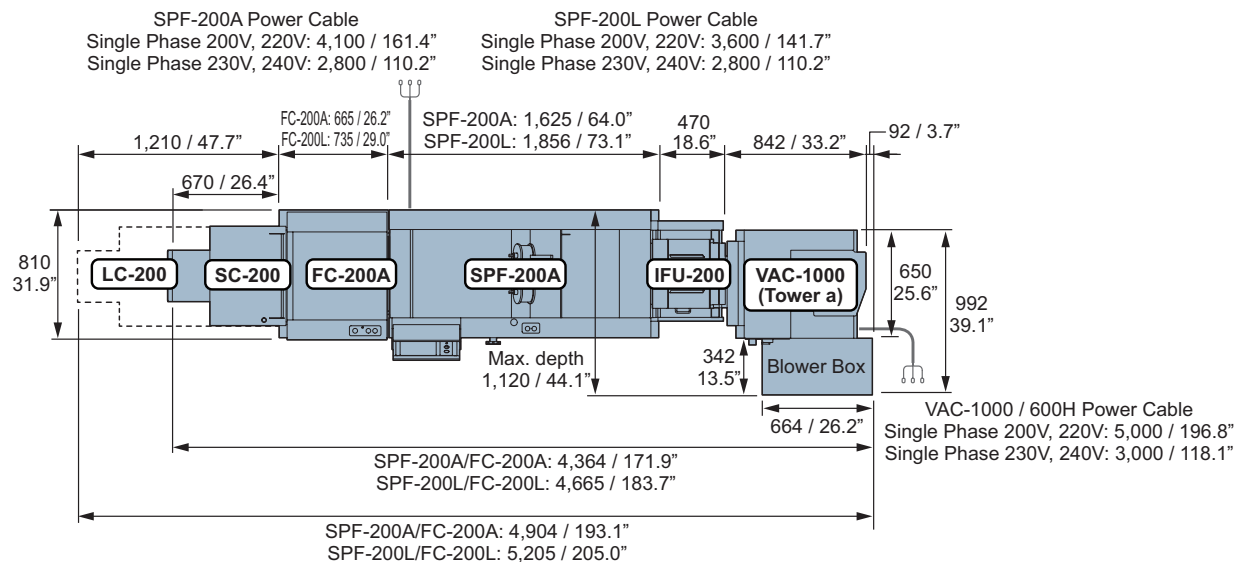 SPF-200A Power Cable
Single Phase 200V, 220V: 4,100 / 161.4”
Single Phase 230V, 240V: 2,800 / 110.2”
SPF-200L Power Cable
Single Phase 200V, 220V: 3,600 / 141.7”
Single Phase 230V, 240V: 2,800 / 110.2”
1,210 / 47.7”
FC-200A: 665 / 26.2”
FC-200L: 735 / 29.0”
SPF-200A: 1,625 / 64.0”
SPF-200L: 1,856 / 73.1”
470
18.6”
842 / 33.2”
92 / 3.7”
670 / 26.4”
810
31.9”
LC-200
SC-200
FC-200A
SPF-200A
IFU-200
VAC-1000
(Tower a)
650
25.6”
992
39.1”
Max. depth
1,120 / 44.1”
342
13.5”
Blower Box
664 / 26.2”
VAC-1000 / 600H Power Cable
Single Phase 200V, 220V: 5,000 / 196.8”
Single Phase 230V, 240V: 3,000 / 118.1”
SPF-200A/FC-200A: 4,364 / 171.9”
SPF-200L/FC-200L: 4,665 / 183.7”
SPF-200A/FC-200A: 4,904 / 193.1”
SPF-200L/FC-200L: 5,205 / 205.0”